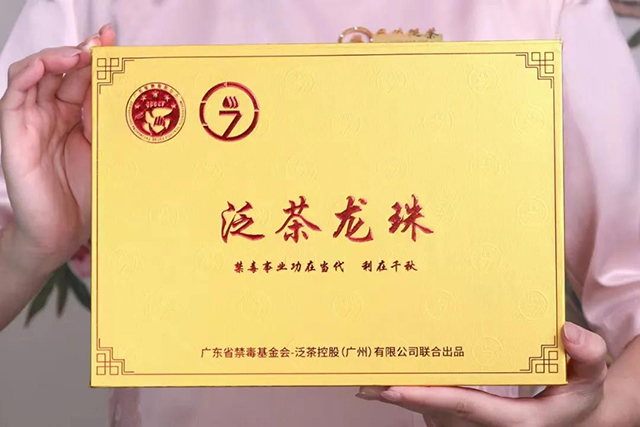 泛茶龙珠
禁毒事业功在当代 利在千秋
广东省禁毒基金会-泛茶控股(广州)有限公司联合出品